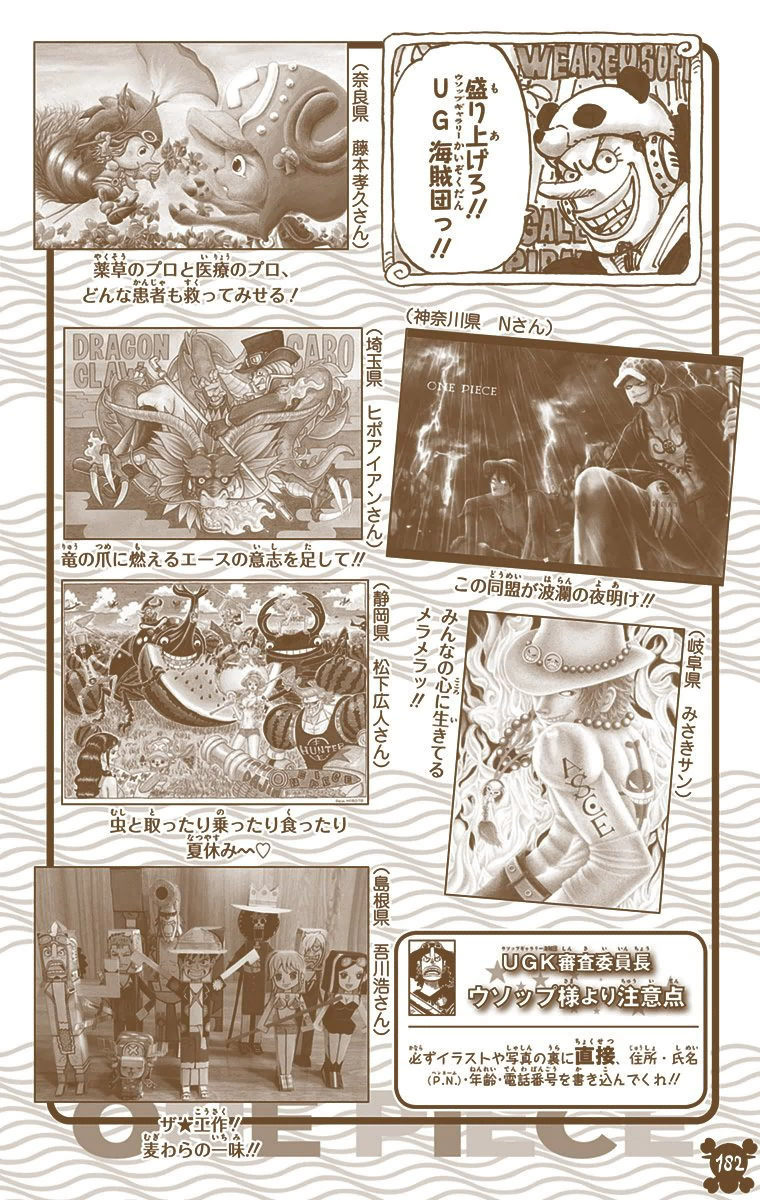 盛り上げろ!!
UG海賊団っ!!
WE ARE USOPP
GALL
PIRA
(奈良県　藤本孝久さん)
薬草のプロと医療のプロ、
どんな患者も救ってみせる!
DRAGON
CLAW
SABO
(埼玉県　ヒポアイアンさん)
竜の爪に燃えるエースの意志を足して!!
(神奈川県　Nさん)
ONE PIECE
この同盟が波瀾の夜明け!!
HUNTER
(静岡県　松下広人さん)
虫と取ったり乗ったり食ったり
夏休み〜♡
みんなの心に生きてる
メラメラッ!!
ASCE
(岐阜県　みさきサン)
(島根県　吾川浩さん)
ザ★工作!!
麦わらの一味!!
UGK審査委員長
ウソップ様より注意点
必ずイラストや写真の裏に直接、住所・氏名
(P.N.)・年齢・電話番号を書き込んでくれ!!
ONE PIECE
182